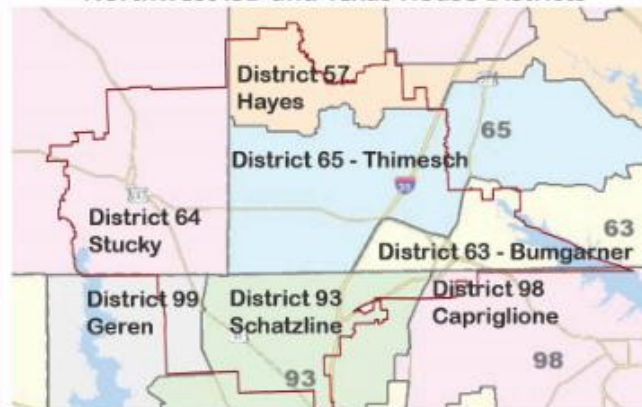 Northwest ISD and Texas House Districts
District 57
Hayes
65
District 65 - Thimesch
35
District 64
Stucky
63
District 63 - Bumgarner
District 99
Geren
District 93
Schatzline
District 98
Capriglione
98
93